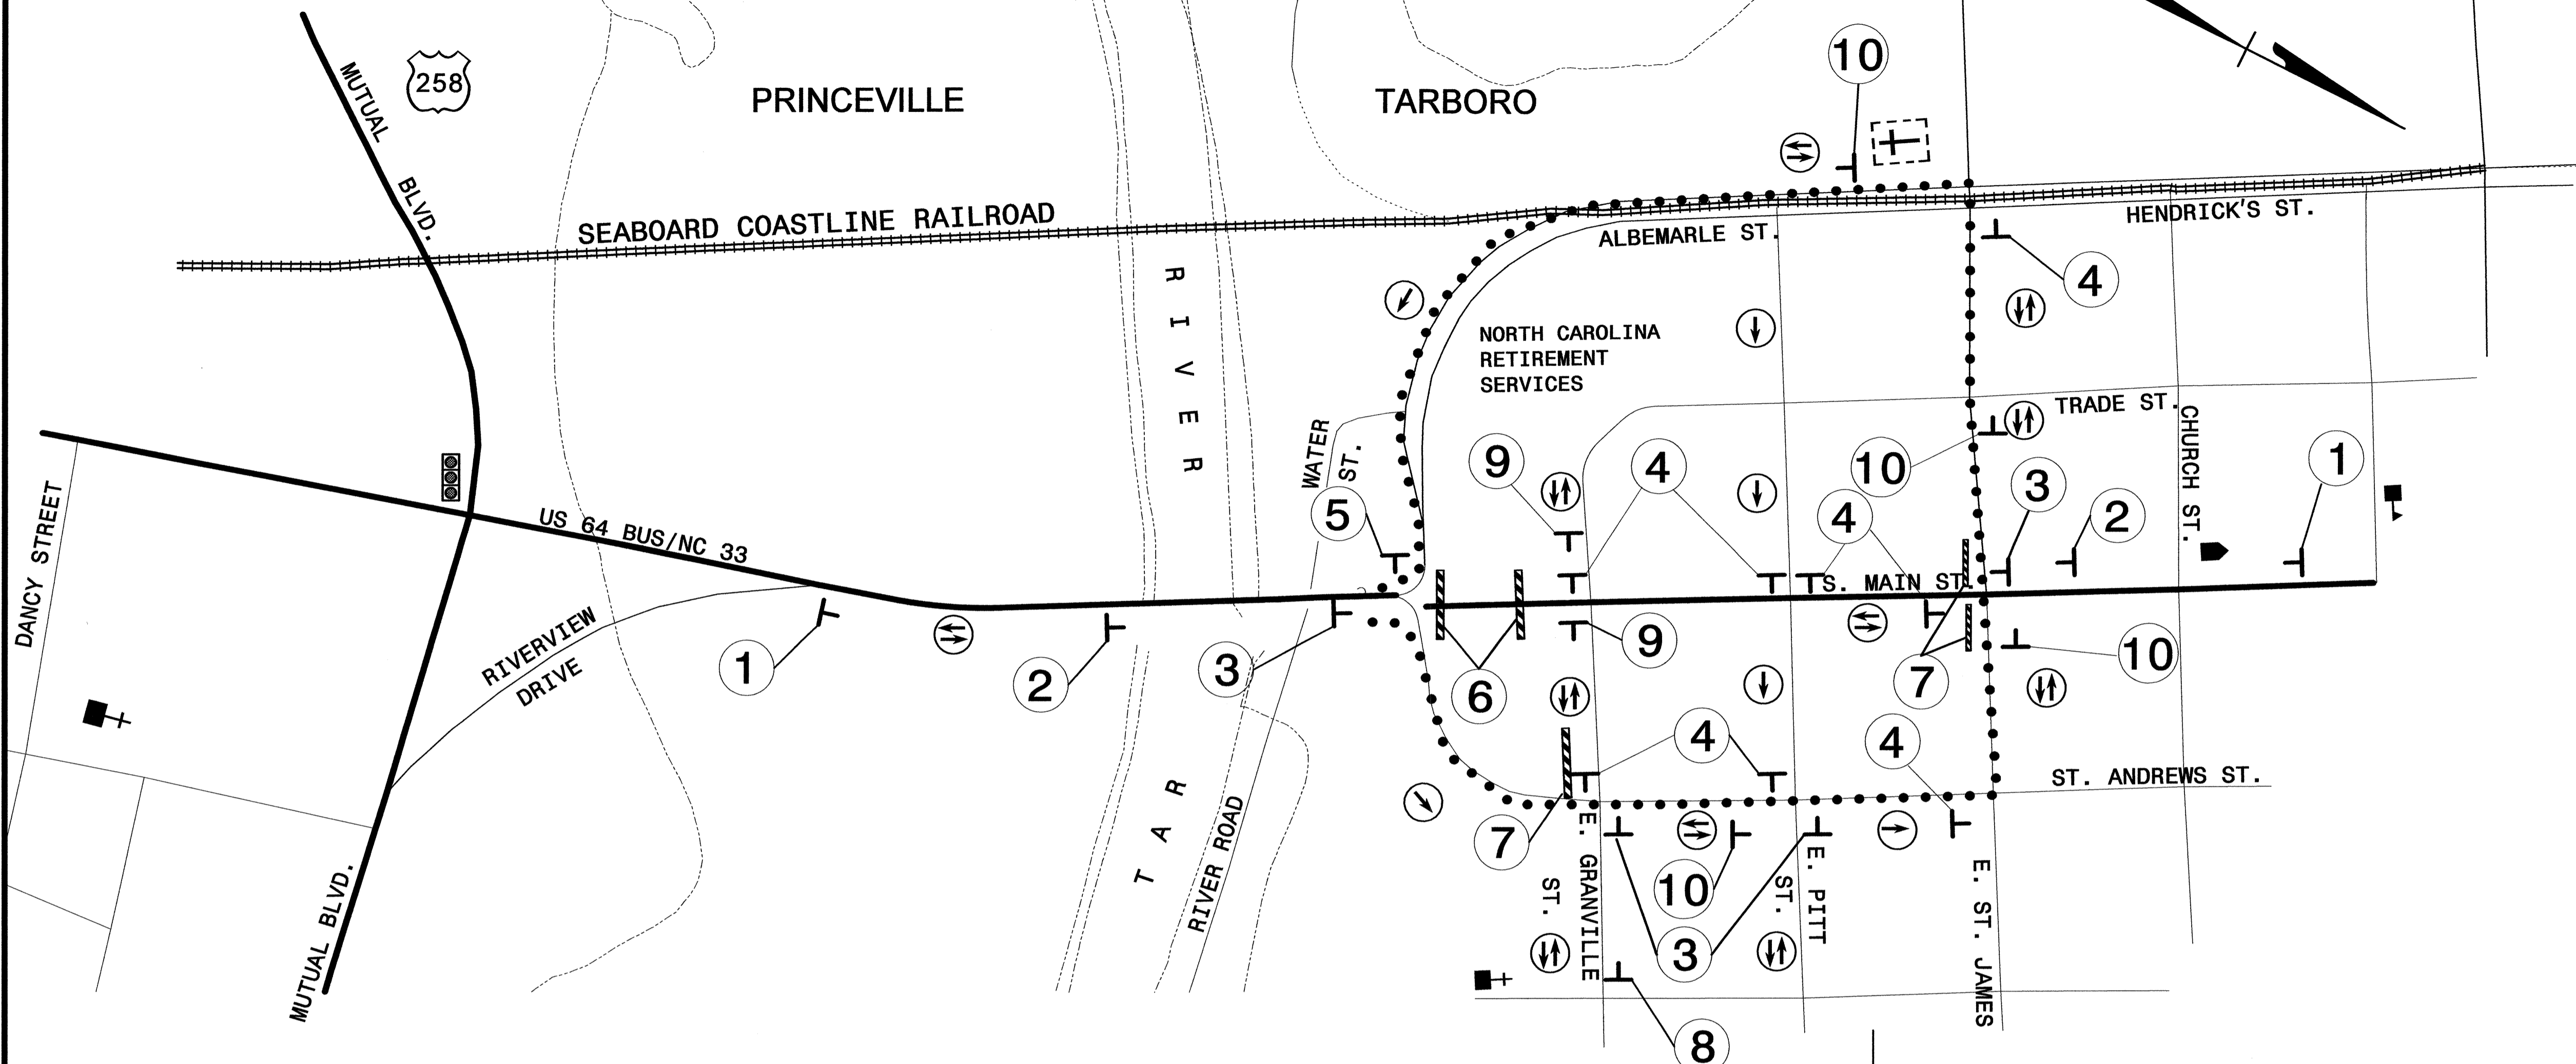 10
MUTUAL
258
PRINCEVILLE
TARBORO
BLVD.
SEABOARD COASTLINE RAILROAD
HENDRICK'S ST.
ALBEMARLE ST.
4
RIVER
NORTH CAROLINA
RETIREMENT
SERVICES
TRADE ST.
CHURCH ST.
WATER
ST.
9
4
10
4
3
2
1
5
DANCY STREET
US 64 BUS/NC 33
S. MAIN ST.
RIVERVIEW
DRIVE
1
2
3
6
9
7
10
4
4
ST. ANDREWS ST.
TAR
RIVER ROAD
7
10
3
E. GRANVILLE
ST.
E. PITT
ST.
E. ST. JAMES
MUTUAL BLVD.
8